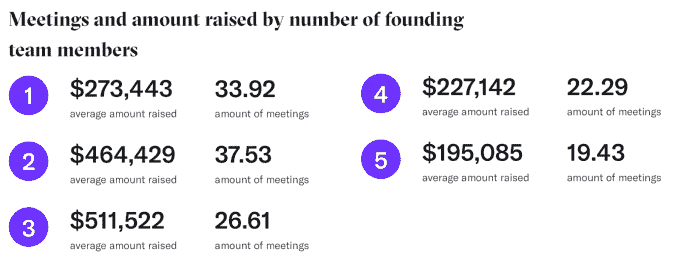 Meetings and amount raised by number of founding
team members
1
$273,443 33.92
average amount raised amount of meetings
2
$464,429 37.53
average amount raised amount of meetings
3
$511,522 26.61
average amount raised amount of meetings
4
$227,142 22.29
average amount raised amount of meetings
5
$195,085 19.43
average amount raised amount of meetings